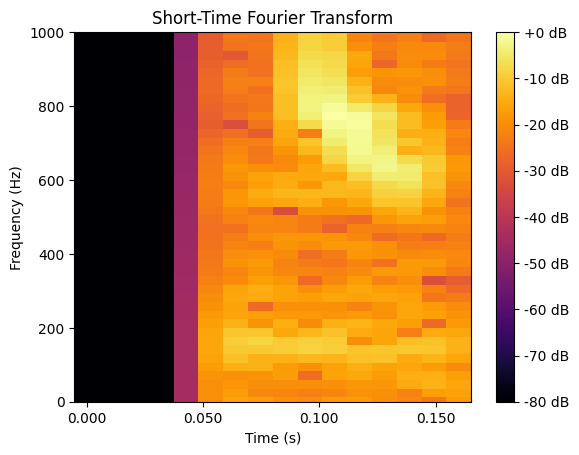 Short-Time Fourier Transform
1000
800
600
400
200
0
Frequency (Hz)
0.000
0.050
0.100
0.150
Time (s)
+0 dB
-10 dB
-20 dB
-30 dB
-40 dB
-50 dB
-60 dB
-70 dB
-80 dB